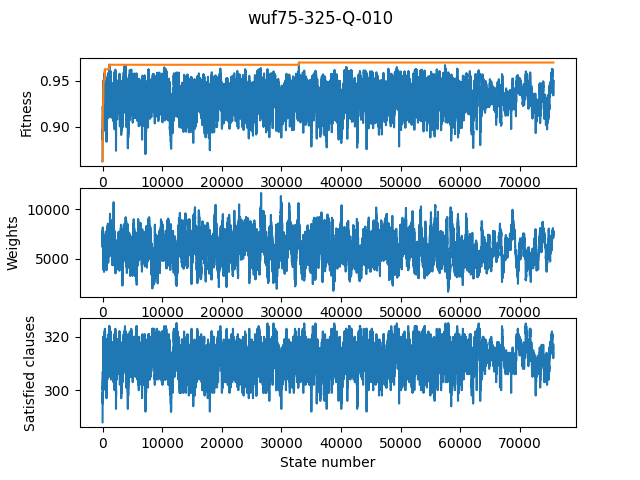 wuf75-325-Q-010
Fitness
0.95
0.90
0 10000 20000 30000 40000 50000 60000 70000
Weights
10000
5000
0 10000 20000 30000 40000 50000 60000 70000
Satisfied clauses
320
300
0 10000 20000 30000 40000 50000 60000 70000
State number